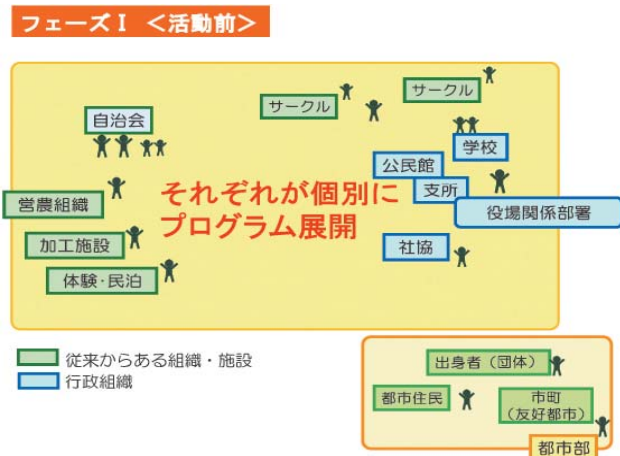 フェーズⅠ <活動前>
サークル
サークル
自治会
学校
公民館
支所
役場関係部署
営農組織
それぞれが個別に
プログラム展開
加工施設
社協
体験・民泊
従来からある組織・施設
行政組織
出身者(団体)
都市住民
市町
(友好都市)
都市部